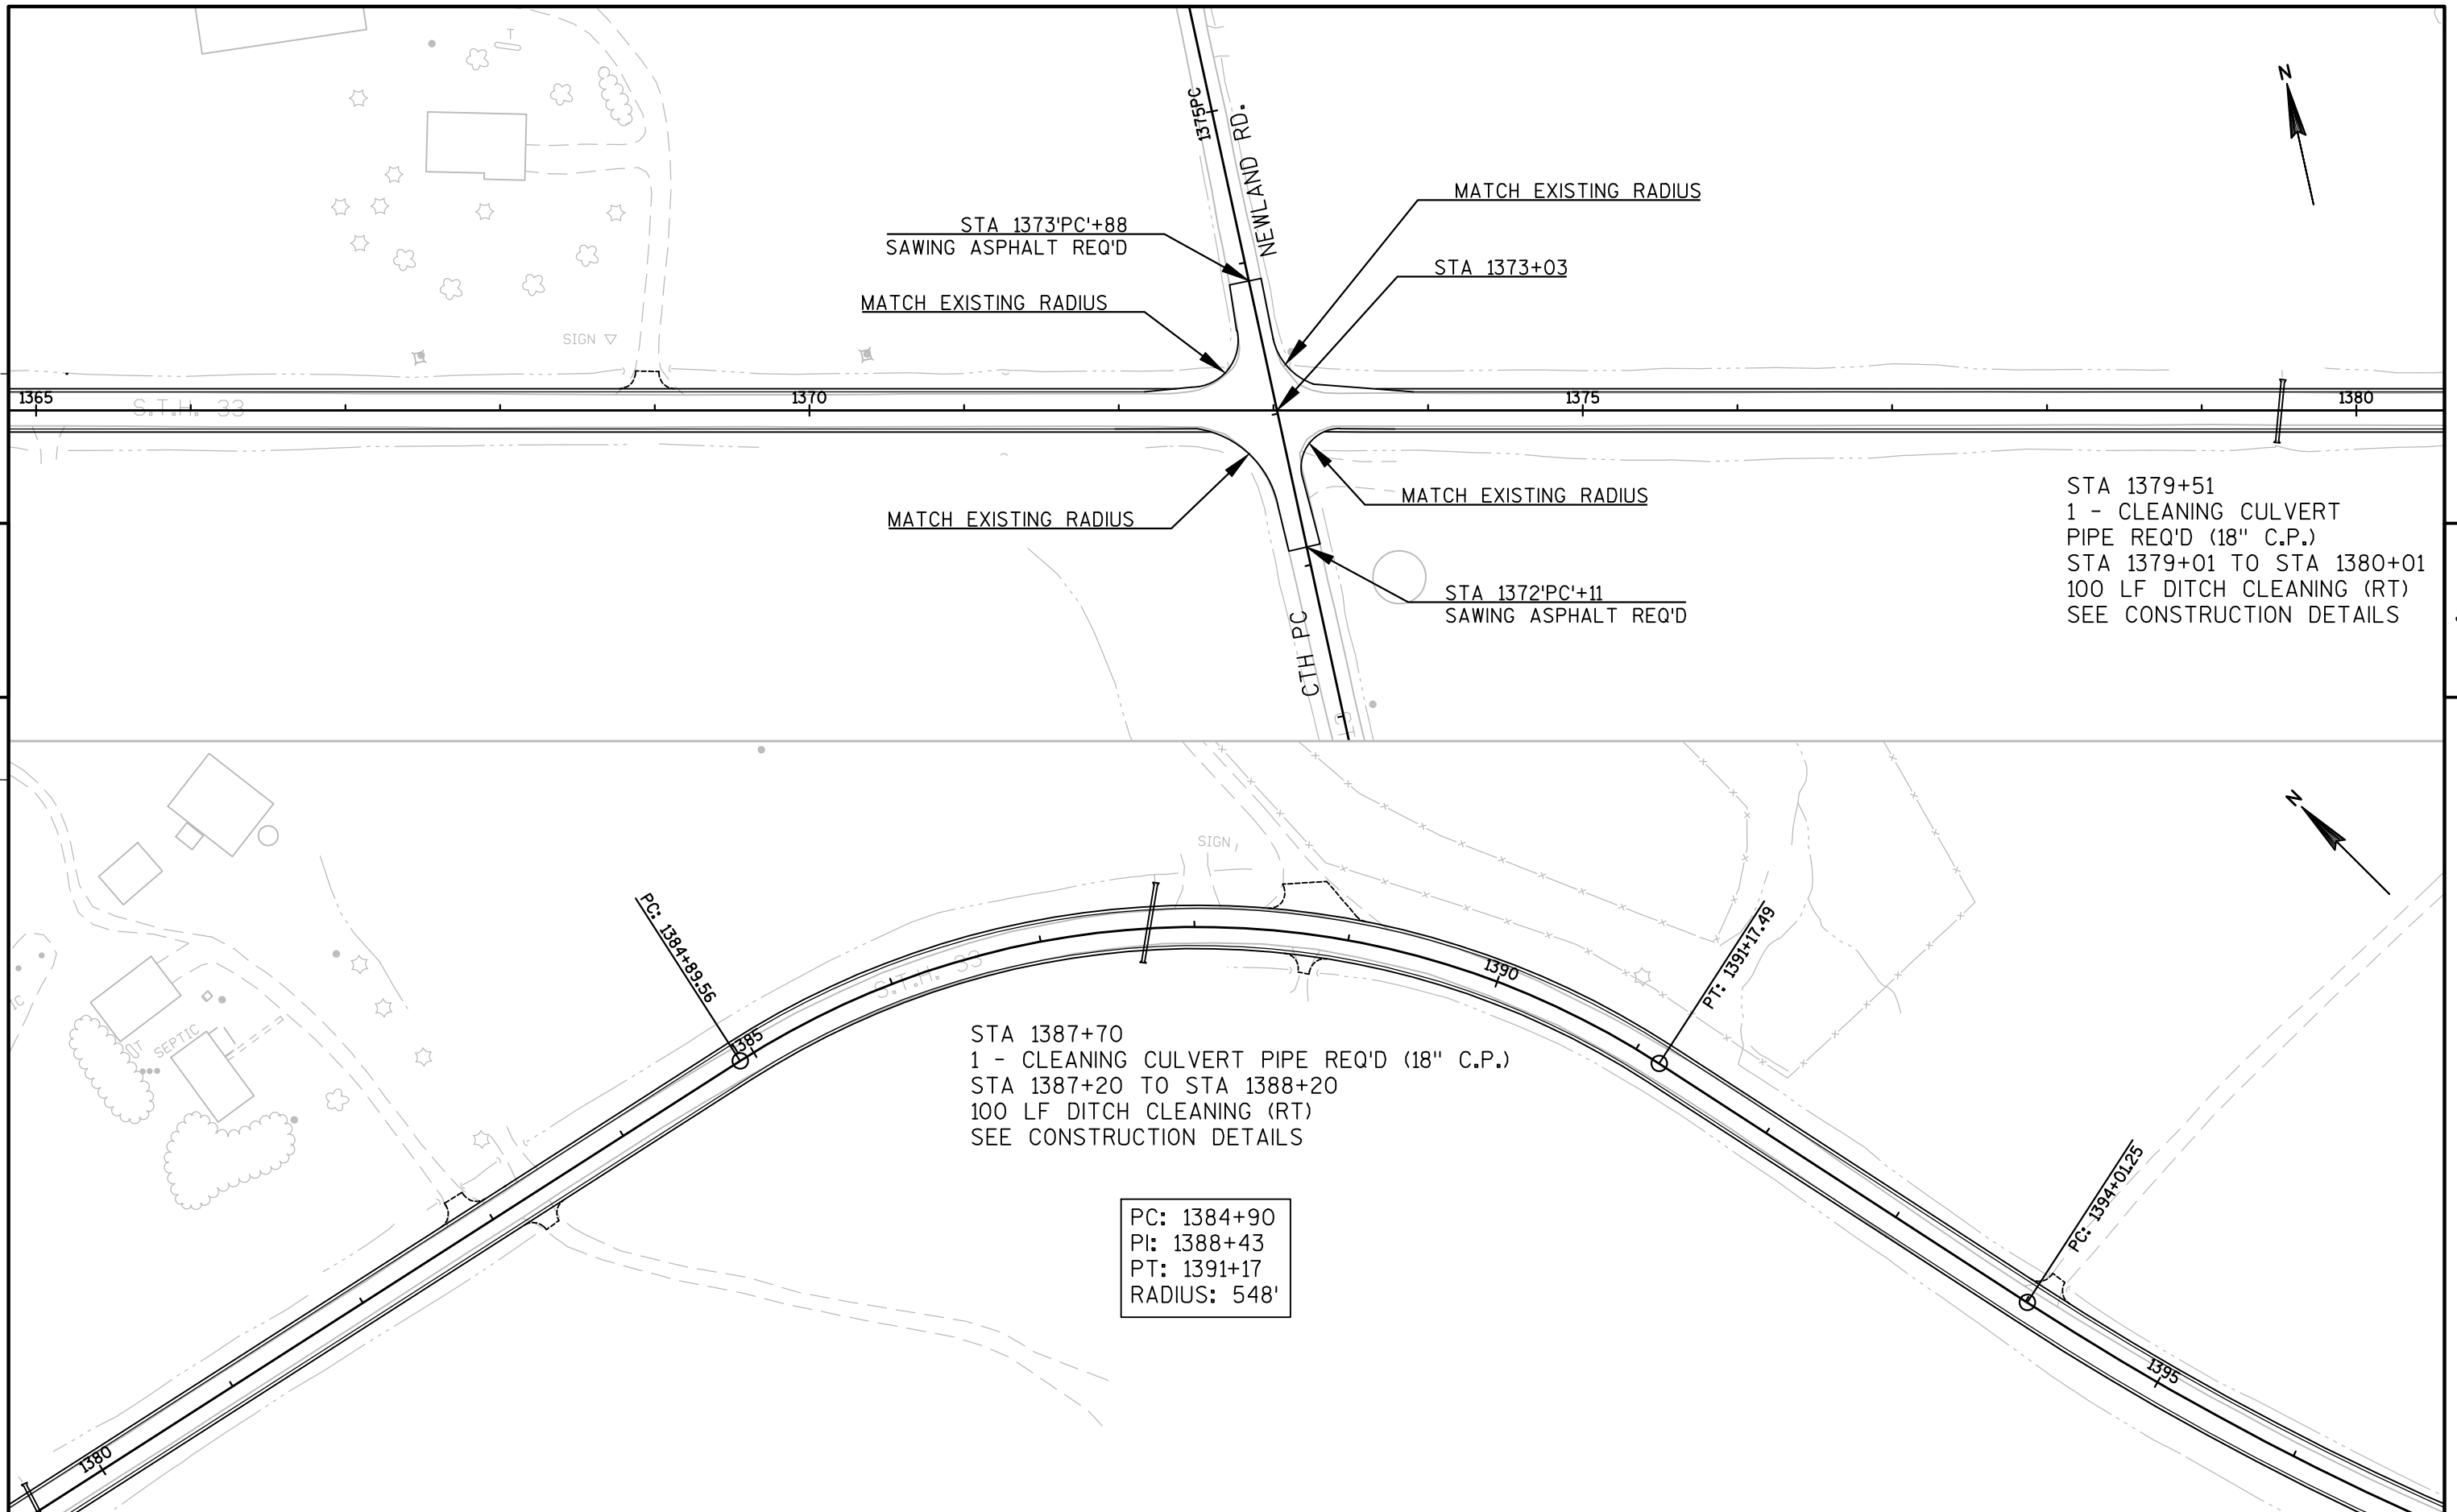 T
N
1375PC
NEWLAND RD.
MATCH EXISTING RADIUS
STA 1373'PC'+88
SAWING ASPHALT REQ'D
STA 1373+03
MATCH EXISTING RADIUS
SIGN
1365
S.T.H. 33
1370
1375
1380
MATCH EXISTING RADIUS
MATCH EXISTING RADIUS
STA 1379+51
1 - CLEANING CULVERT
PIPE REQ'D (18" C.P.)
STA 1379+01 TO STA 1380+01
100 LF DITCH CLEANING (RT)
SEE CONSTRUCTION DETAILS
STA 1372'PC'+11
SAWING ASPHALT REQ'D
CTH PC
N
SIGN
PC: 1384+89.56
PT: 1391+17.49
1390
S.T.H. 33
SEPTIC
1385
STA 1387+70
1 - CLEANING CULVERT PIPE REQ'D (18" C.P.)
STA 1387+20 TO STA 1388+20
100 LF DITCH CLEANING (RT)
SEE CONSTRUCTION DETAILS
PC: 1394+01.25
PC: 1384+90
PI: 1388+43
PT: 1391+17
RADIUS: 548'
1395
1380